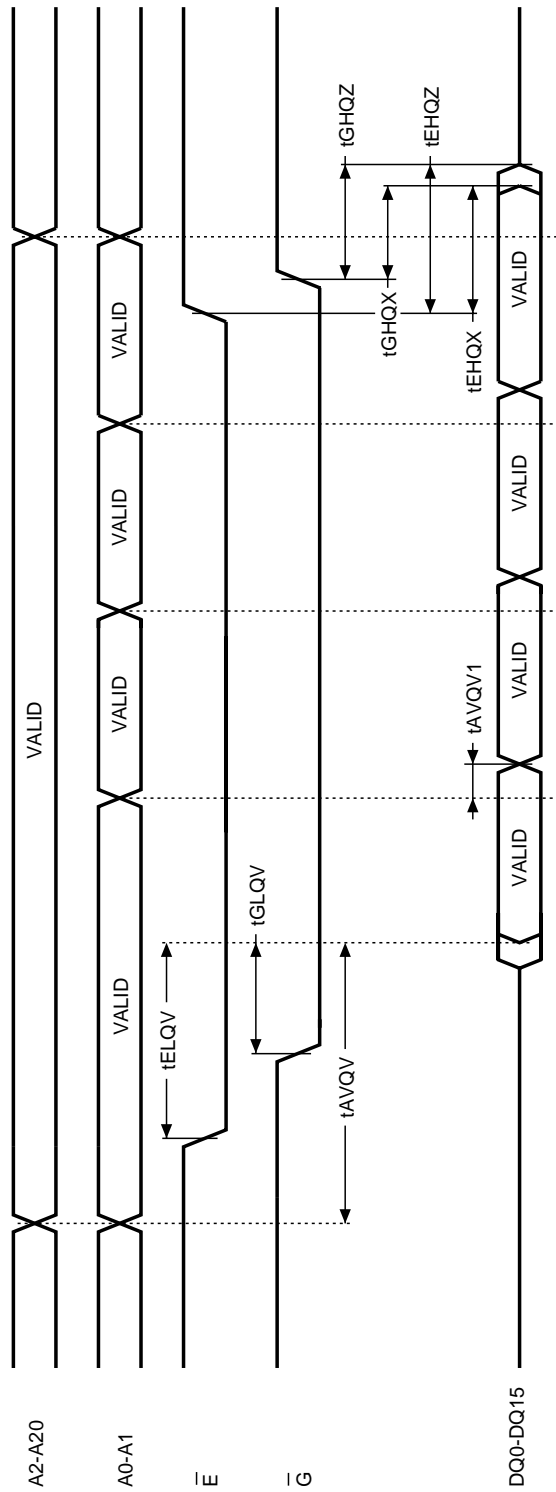 A2-A20
VALID
A0-A1
VALID
VALID
VALID
VALID
E
tELQV
tEHQX
G
tGLQV
tAVQV
tGHQX
tGHQZ
tEHQZ
tAVQV1
DQ0-DQ15
VALID
VALID
VALID
VALID